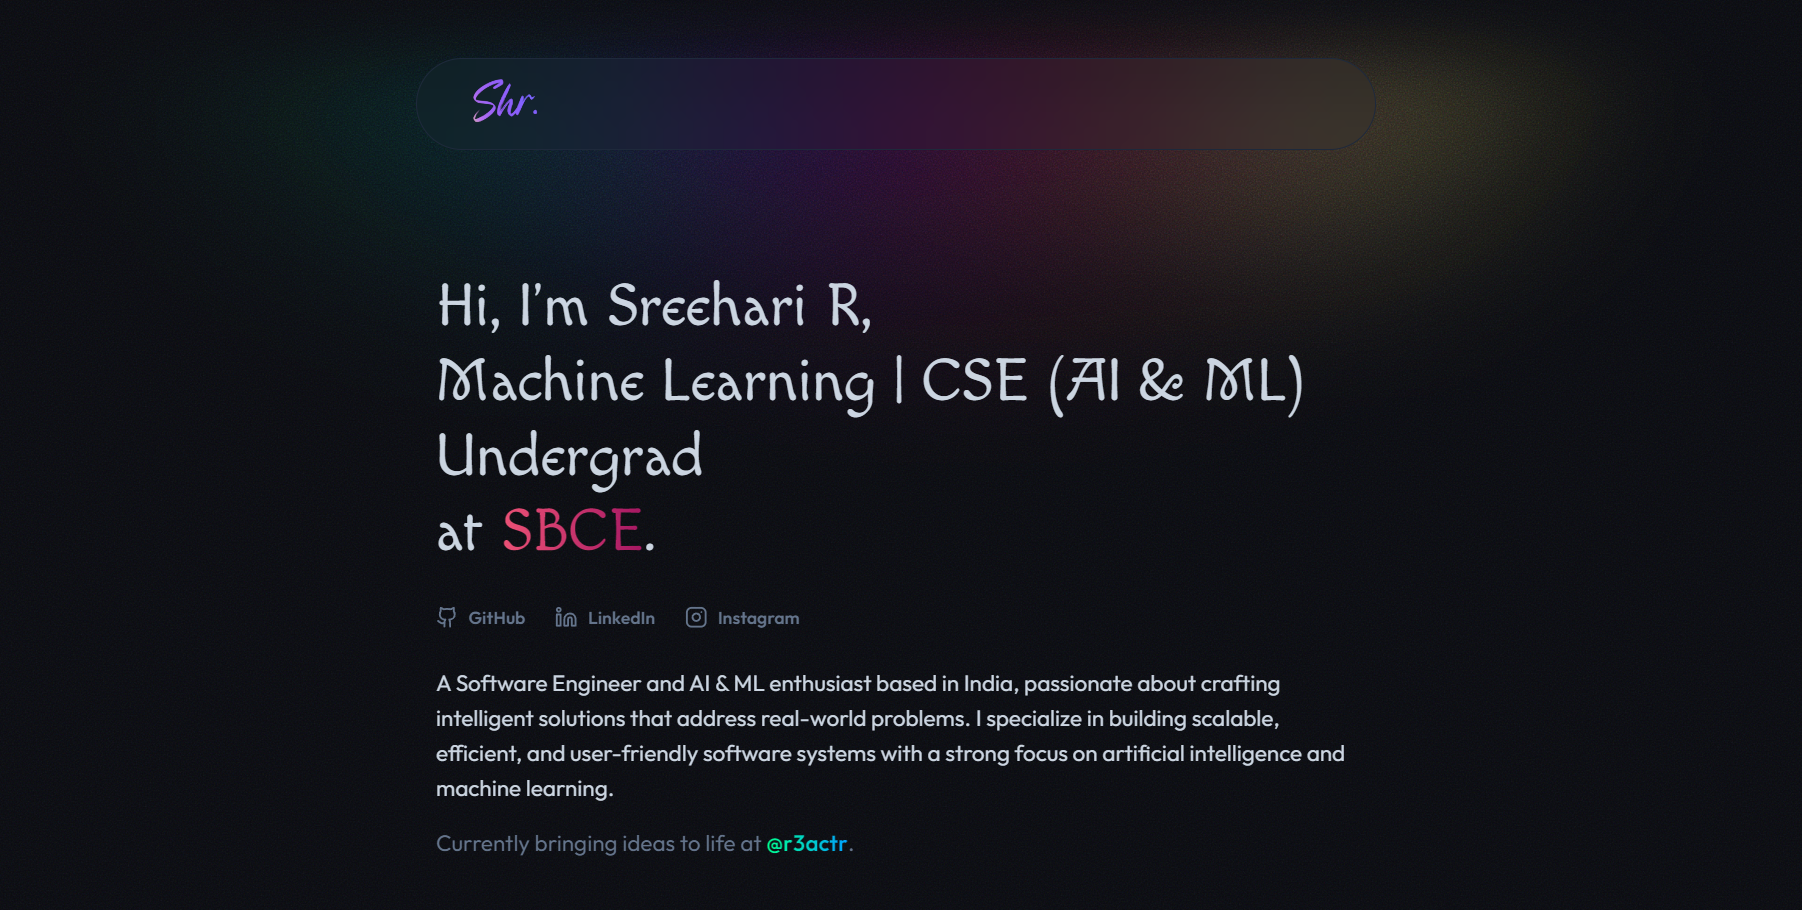 Shr.
Hi, I'm Sreehari R,
Machine Learning | CSE (AI & ML)
Undergrad
at SBCE.
GitHub LinkedIn Instagram
A Software Engineer and AI & ML enthusiast based in India, passionate about crafting
intelligent solutions that address real-world problems. I specialize in building scalable,
efficient, and user-friendly software systems with a strong focus on artificial intelligence and
machine learning.
Currently bringing ideas to life at @r3actr.